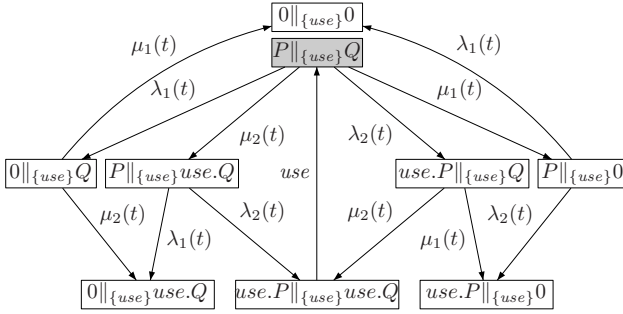 0||_{use}0
P||_{use}Q
μ₁(t)
λ₁(t)
λ₁(t)
μ₁(t)
μ₂(t)
λ₂(t)
0||_{use}Q
P||_{use}use.Q
use
use.P||_{use}Q
P||_{use}0
μ₂(t)
λ₁(t)
λ₂(t)
μ₂(t)
μ₁(t)
λ₂(t)
0||_{use}use.Q
use.P||_{use}use.Q
use.P||_{use}0